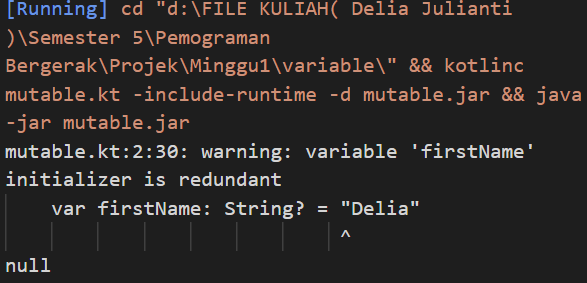 [Running] cd "d:\FILE KULIAH( Delia Julianti
)\Semester 5\Pemograman
Bergerak\Projek\Minggu1\variable\" && kotlinc
mutable.kt -include-runtime -d mutable.jar && java
-jar mutable.jar
mutable.kt:2:30: warning: variable 'firstName'
initializer is redundant
    var firstName: String? = "Delia"
                             ^
null